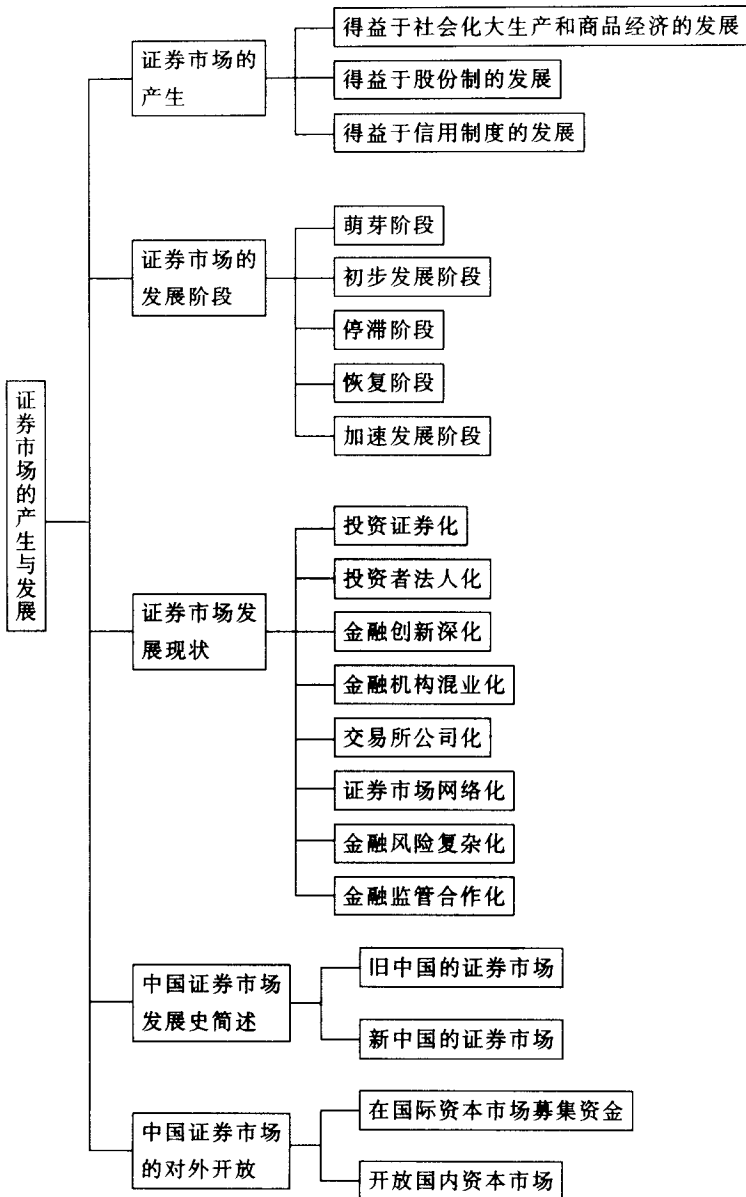 证券市场的产生与发展
证券市场的
产生
得益于社会化大生产和商品经济的发展
得益于股份制的发展
得益于信用制度的发展
证券市场的
发展阶段
萌芽阶段
初步发展阶段
停滞阶段
恢复阶段
加速发展阶段
证券市场发
展现状
投资证券化
投资者法人化
金融创新深化
金融机构混业化
交易所公司化
证券市场网络化
金融风险复杂化
金融监管合作化
中国证券市场
发展史简述
旧中国的证券市场
新中国的证券市场
中国证券市场
的对外开放
在国际资本市场募集资金
开放国内资本市场